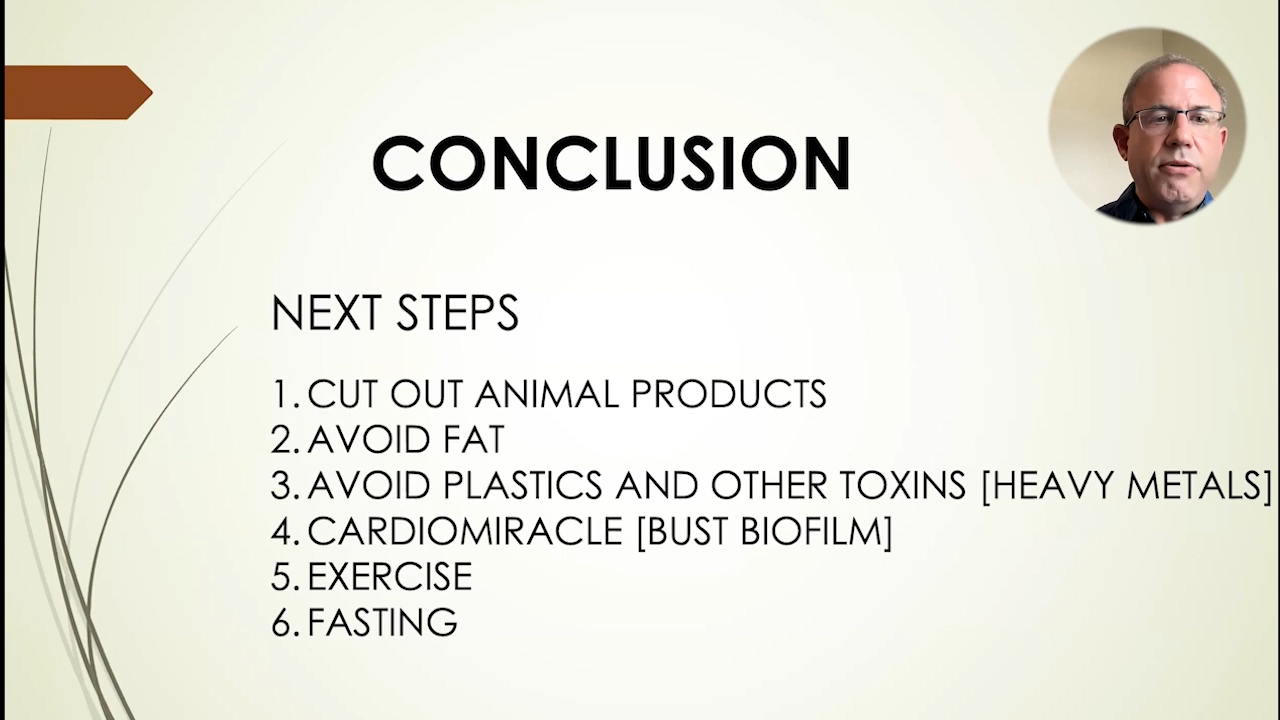 CONCLUSION
NEXT STEPS
1. CUT OUT ANIMAL PRODUCTS
2. AVOID FAT
3. AVOID PLASTICS AND OTHER TOXINS [HEAVY METALS]
4. CARDIOMIRACLE [BUST BIOFILM]
5. EXERCISE
6. FASTING